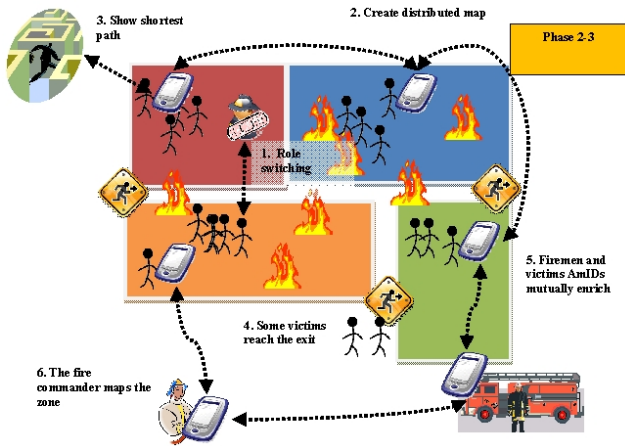 3. Show shortest
path
2. Create distributed map
Phase 2-3
1. Role
switching
5. Firemen and
victims AmIDs
mutually enrich
4. Some victims
reach the exit
6. The fire
commander maps the
zone